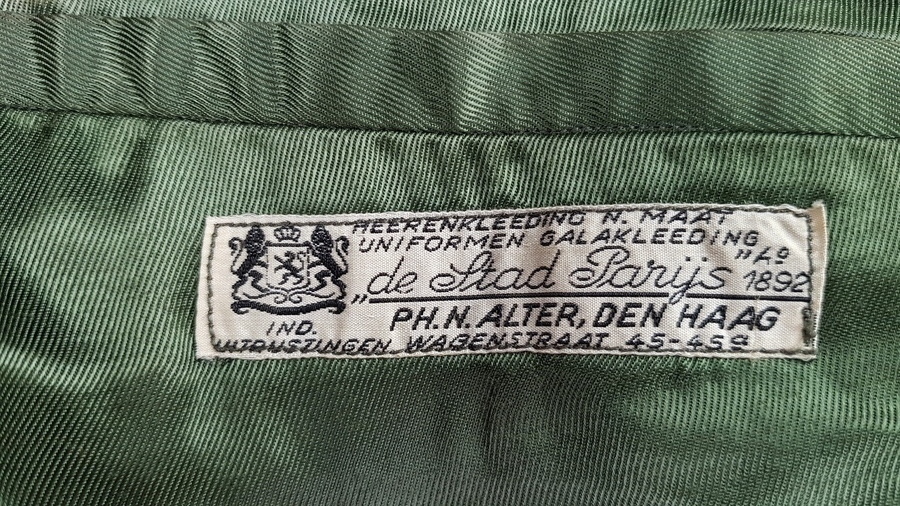 HEERENKLEEDING N. MAAT
UNIFORMEN GALAKLEEDING
„de Stad Parijs” Aº 1892
PH. N. ALTER, DEN HAAG
IND.
UITRUSTINGEN WAGENSTRAAT 45-45ª